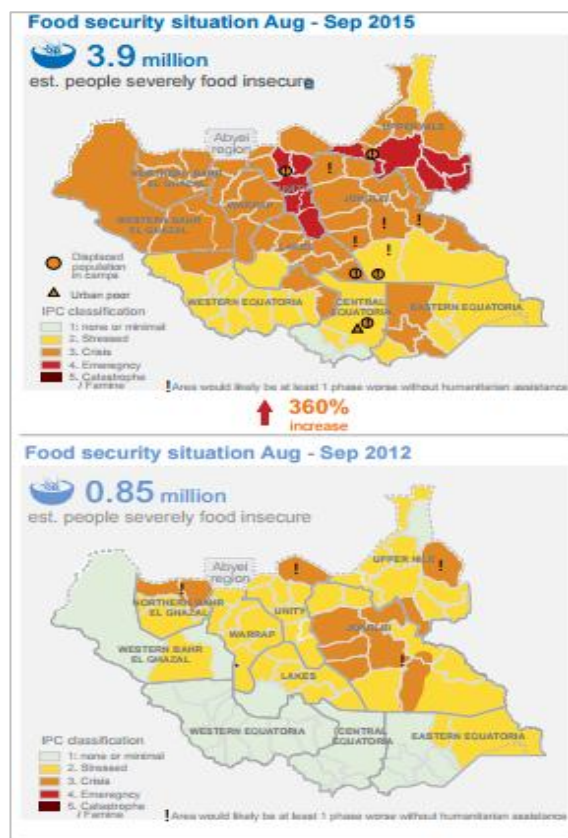 Food security situation Aug - Sep 2015
3.9 million
est. people severely food insecure
Abyei
region
UPPER NILE
NORTHERN BAHR
EL GHAZAL
UNITY
WARRAP
JONGLEI
WESTERN BAHR
EL GHAZAL
LAKES
Displaced
population
in camps
Urban poor
WESTERN EQUATORIA
CENTRAL
EQUATORIA
EASTERN EQUATORIA
IPC classification
1: none or minimal
2. Stressed
3. Crisis
4. Emeregncy
5. Catastrophe
/ Famine
! Area would likely be at least 1 phase worse without humanitarian assistance
360%
increase
Food security situation Aug - Sep 2012
0.85 million
est. people severely food insecure
Abyei
region
UPPER NILE
NORTHERN BAHR
EL GHAZAL
UNITY
WARRAP
JONGLEI
WESTERN BAHR
EL GHAZAL
LAKES
WESTERN EQUATORIA
CENTRAL
EQUATORIA
EASTERN EQUATORIA
IPC classification
1: none or minimal
2. Stressed
3. Crisis
4. Emeregncy
5. Catastrophe
/ Famine
! Area would likely be at least 1 phase worse without humanitarian assistance